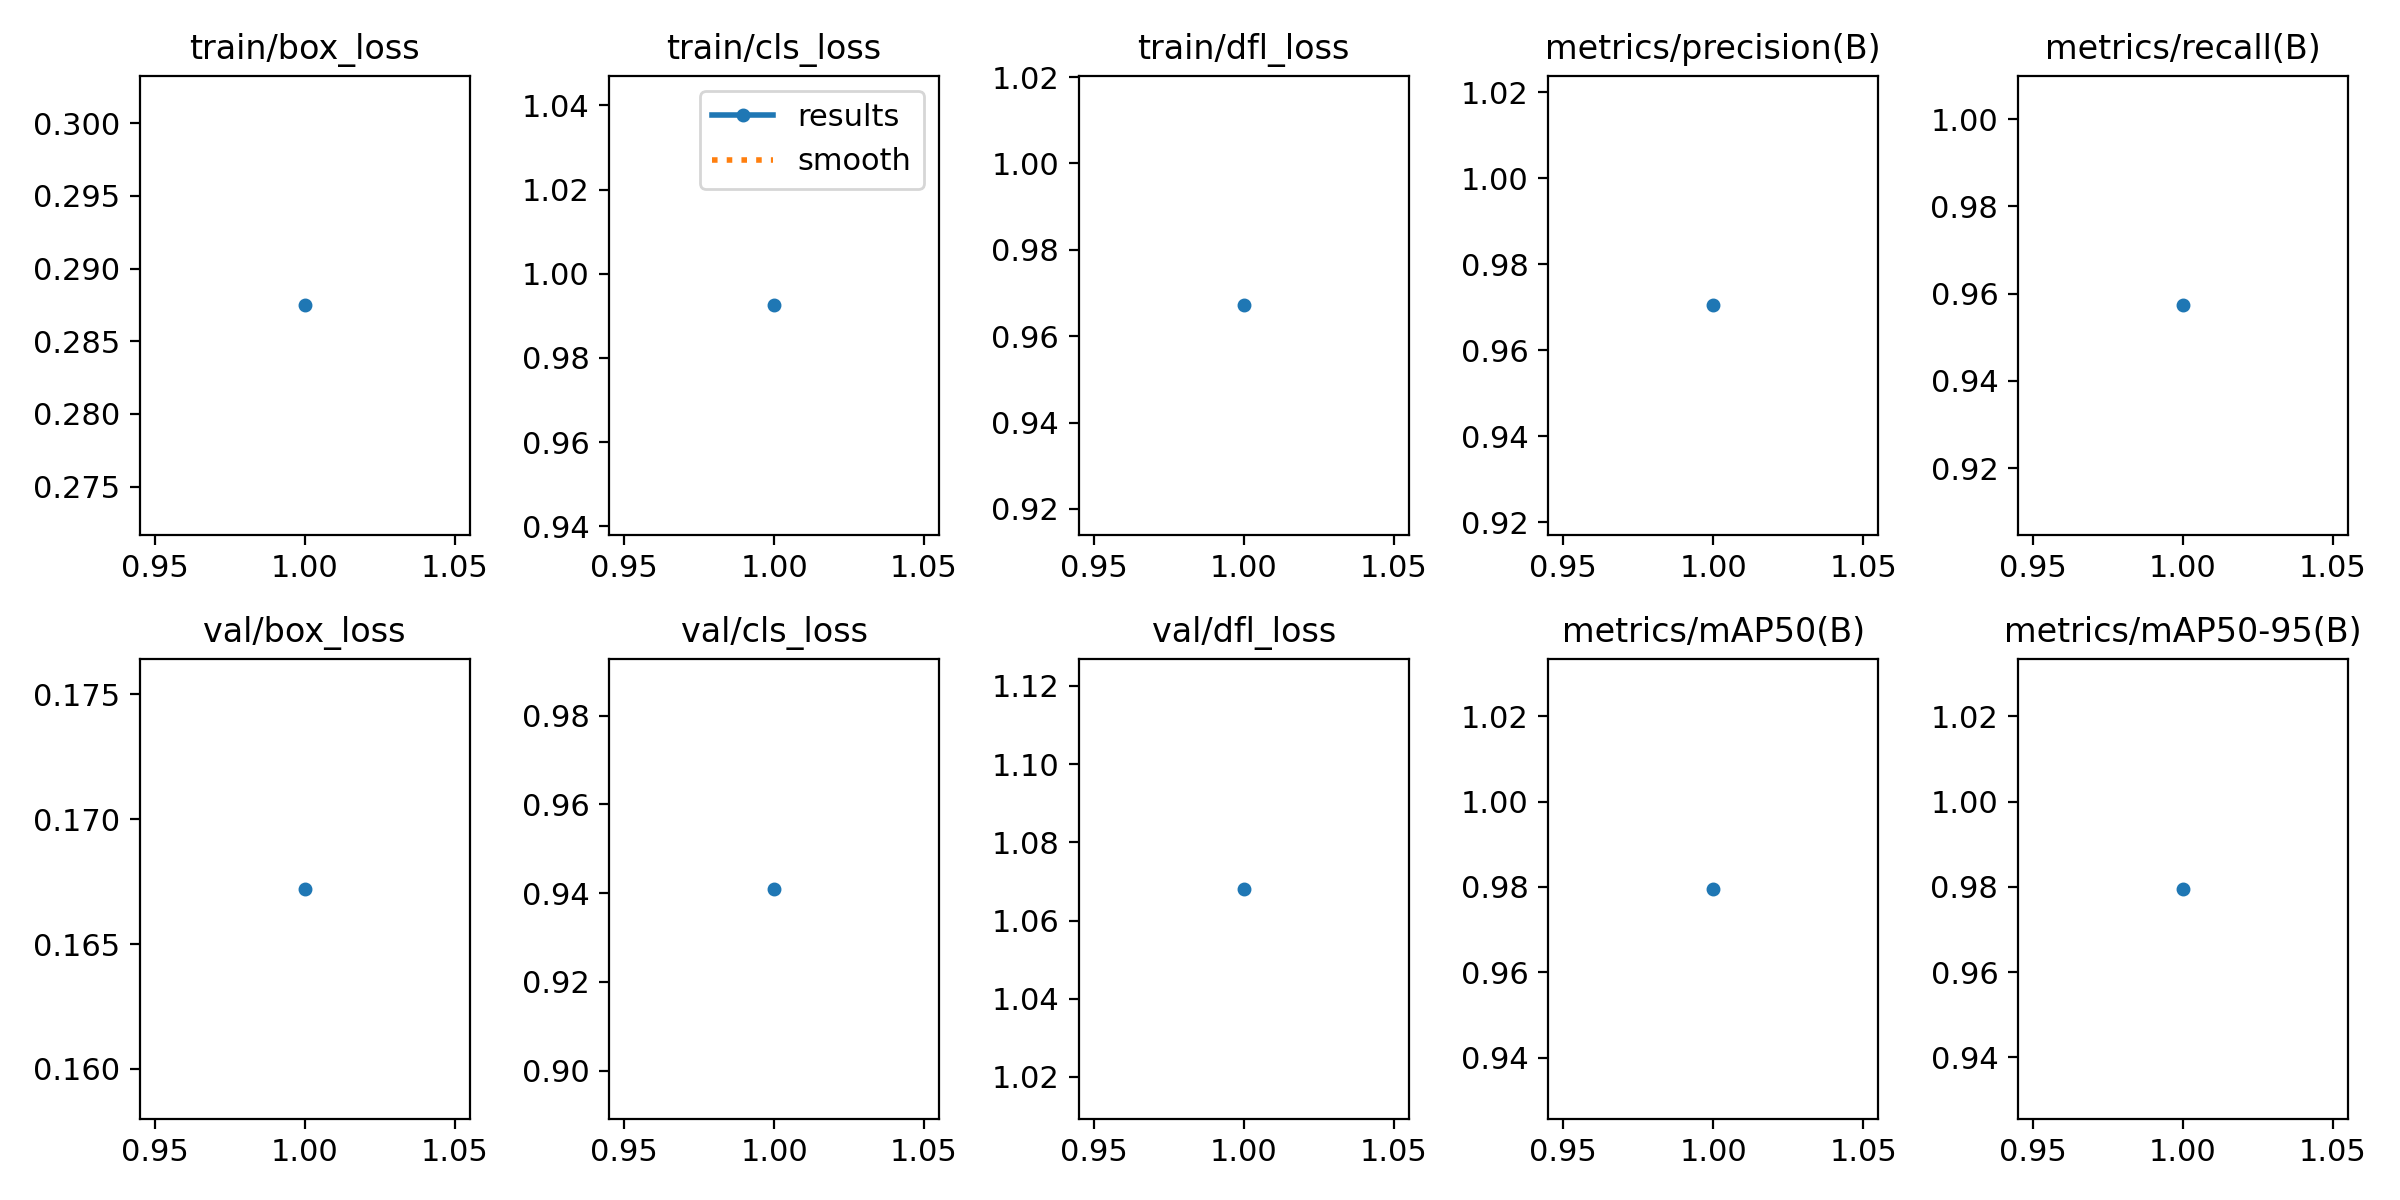 train/box_loss
0.300
0.295
0.290
0.285
0.280
0.275
0.95 1.00 1.05
train/cls_loss
results
smooth
1.04
1.02
1.00
0.98
0.96
0.94
0.95 1.00 1.05
train/dfl_loss
1.02
1.00
0.98
0.96
0.94
0.92
0.95 1.00 1.05
metrics/precision(B)
1.02
1.00
0.98
0.96
0.94
0.92
0.95 1.00 1.05
metrics/recall(B)
1.00
0.98
0.96
0.94
0.92
0.95 1.00 1.05
val/box_loss
0.175
0.170
0.165
0.160
0.95 1.00 1.05
val/cls_loss
0.98
0.96
0.94
0.92
0.90
0.95 1.00 1.05
val/dfl_loss
1.12
1.10
1.08
1.06
1.04
1.02
0.95 1.00 1.05
metrics/mAP50(B)
1.02
1.00
0.98
0.96
0.94
0.95 1.00 1.05
metrics/mAP50-95(B)
1.02
1.00
0.98
0.96
0.94
0.95 1.00 1.05